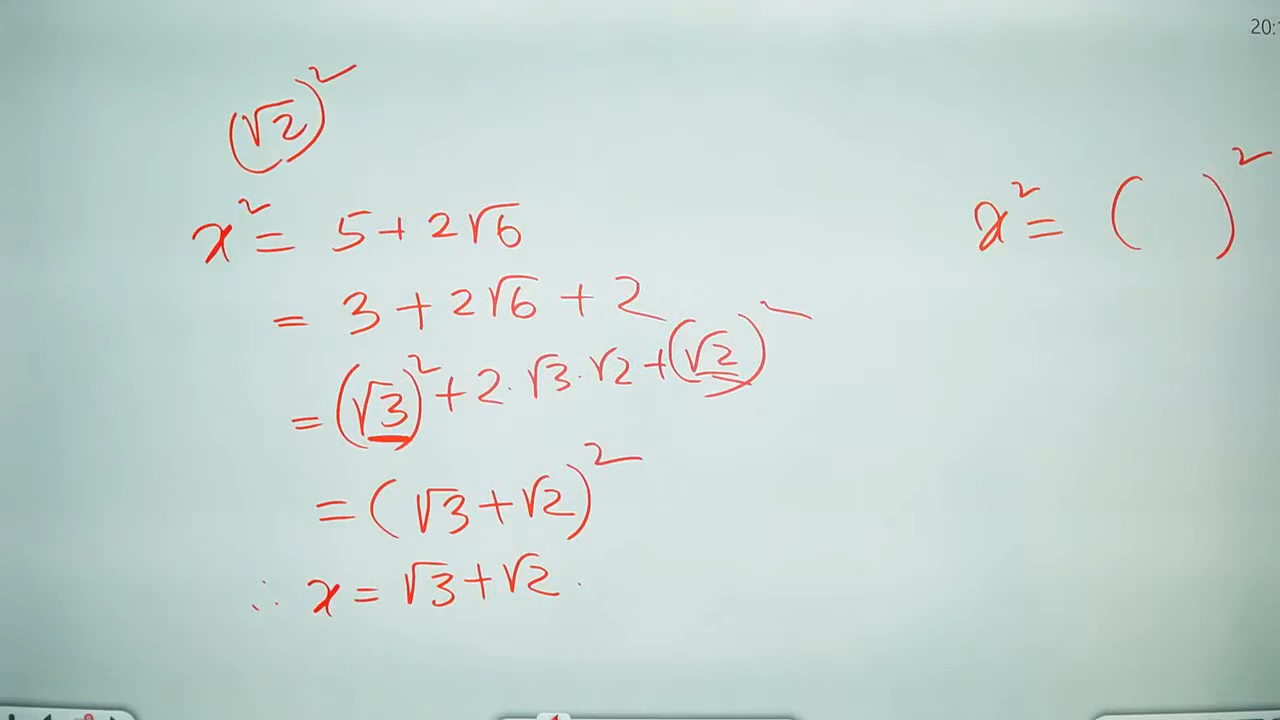 20:
(√2)²
x² = 5 + 2√6
x² = ( )²
= 3 + 2√6 + 2
= (√3)² + 2·√3·√2 + (√2)²
= (√3 + √2)²
∴ x = √3 + √2.